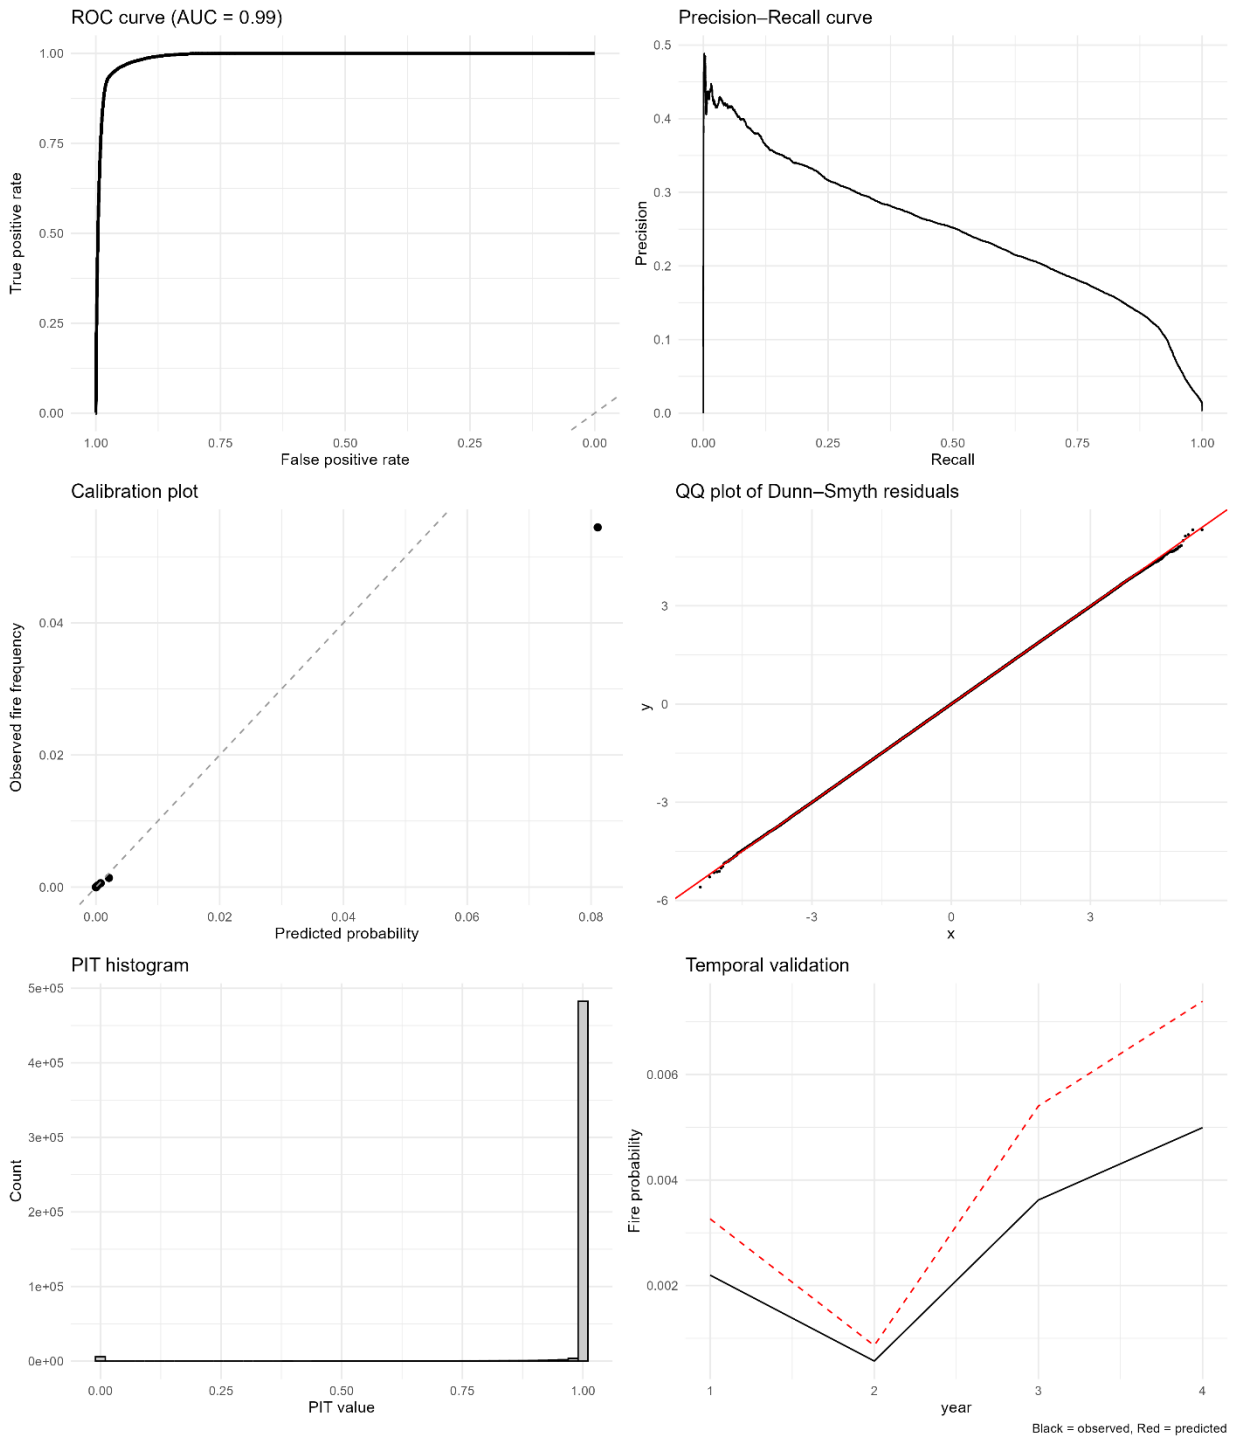 ROC curve (AUC = 0.99)
1.00
0.75
0.50
0.25
0.00
True positive rate
1.00 0.75 0.50 0.25 0.00
False positive rate
Precision–Recall curve
0.5
0.4
0.3
0.2
0.1
0.0
Precision
0.00 0.25 0.50 0.75 1.00
Recall
Calibration plot
0.04
0.02
0.00
Observed fire frequency
0.00 0.02 0.04 0.06 0.08
Predicted probability
QQ plot of Dunn–Smyth residuals
3
0
-3
-6
y
-3 0 3
x
PIT histogram
5e+05
4e+05
3e+05
2e+05
1e+05
0e+00
Count
0.00 0.25 0.50 0.75 1.00
PIT value
Temporal validation
0.006
0.004
0.002
Fire probability
1 2 3 4
year
Black = observed, Red = predicted